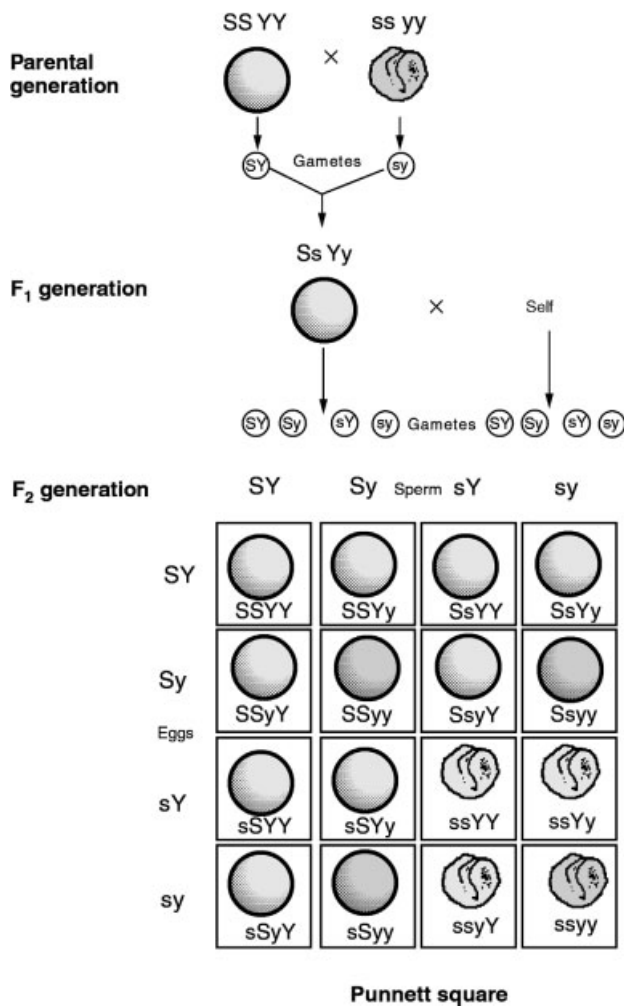 SS YY
ss yy
×
Parental
generation
SY
Gametes
sy
Ss Yy
F₁ generation
×
Self
SY Sy sY sy Gametes SY Sy sY sy
F₂ generation
SY Sy Sperm sY sy
SY
SSYY SSYy SsYY SsYy
Sy
SSyY SSyy SsyY Ssyy
Eggs
sY
sSYY sSYy ssYY ssYy
sy
sSyY sSyy ssyY ssyy
Punnett square